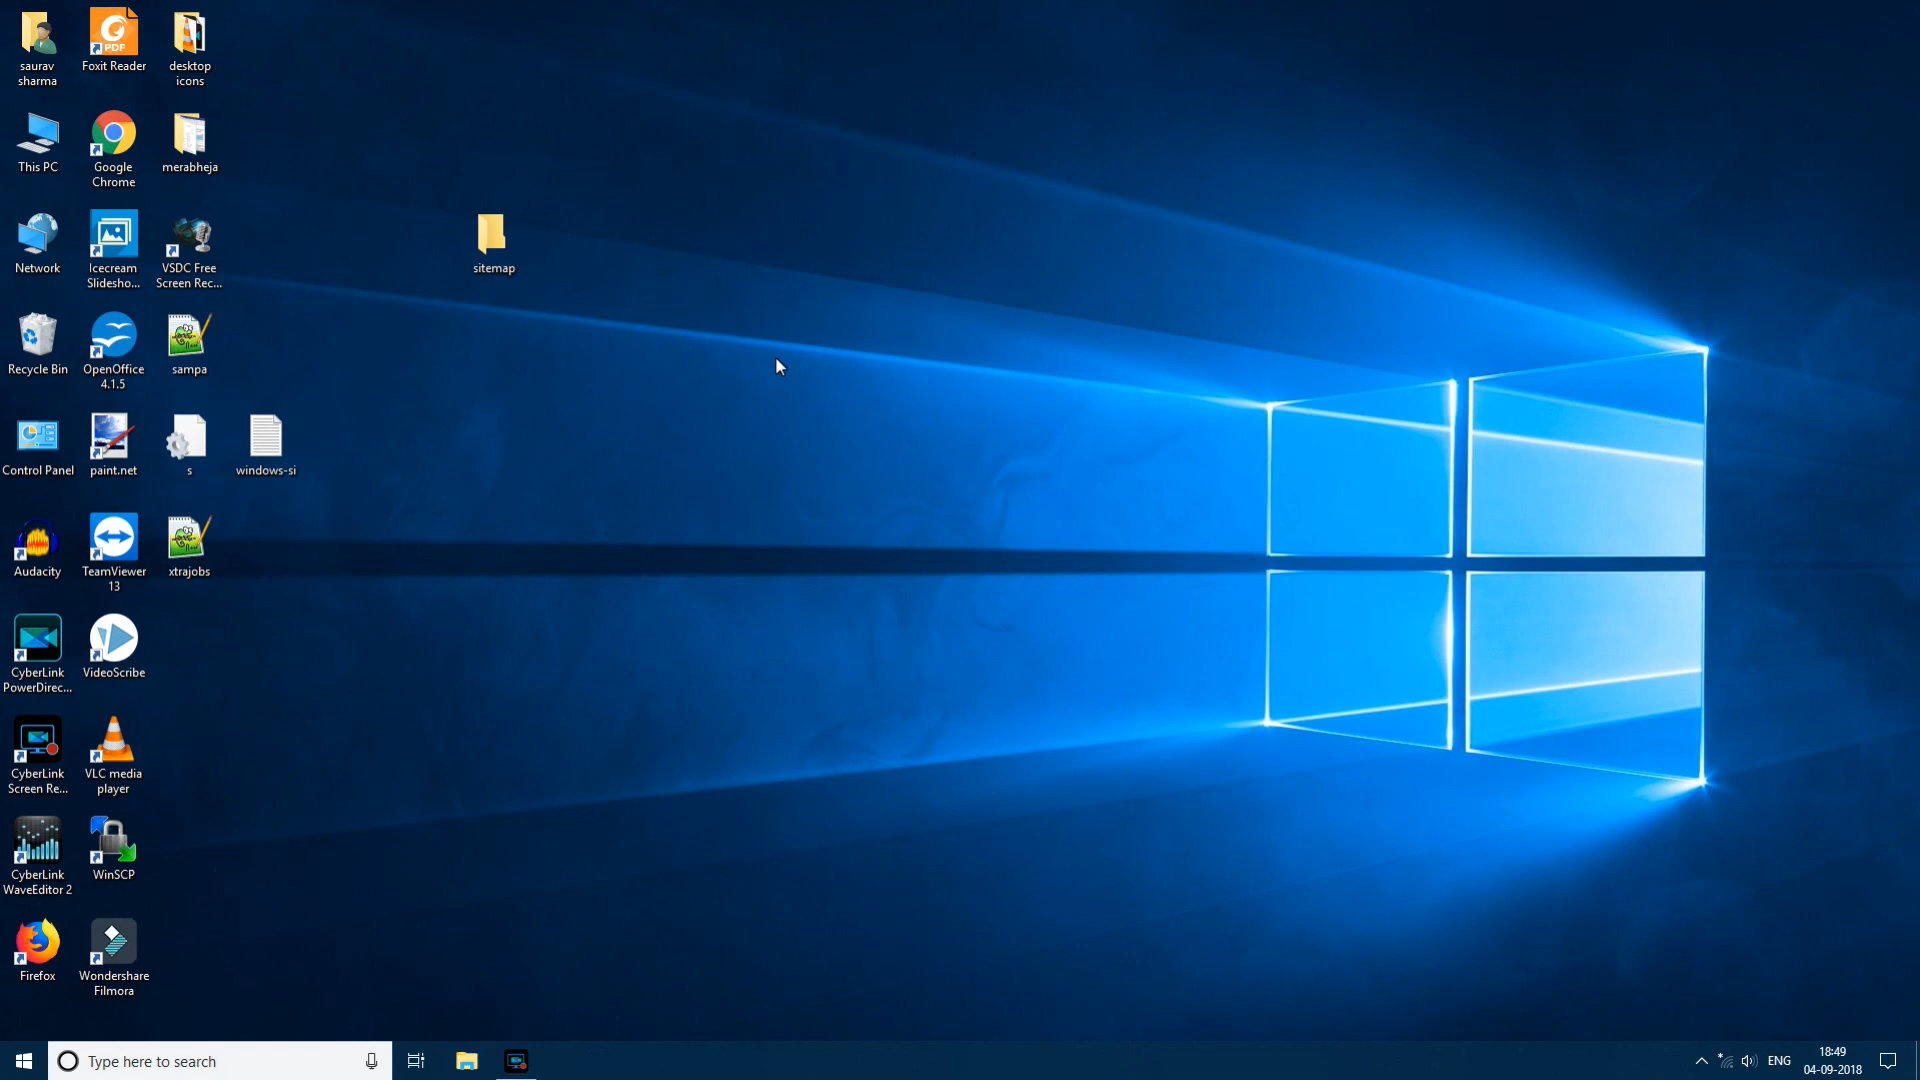 saurav
sharma
PDF
Foxit Reader
desktop
icons
This PC
Google
Chrome
merabheja
Network
Icecream
Slidesho...
VSDC Free
Screen Rec...
sitemap
Recycle Bin
OpenOffice
4.1.5
sampa
Control Panel
paint.net
s
windows-si
Audacity
TeamViewer
13
xtrajobs
CyberLink
PowerDirec...
VideoScribe
CyberLink
Screen Re...
VLC media
player
CyberLink
WaveEditor 2
WinSCP
Firefox
Wondershare
Filmora
Type here to search
ENG
18:49
04-09-2018